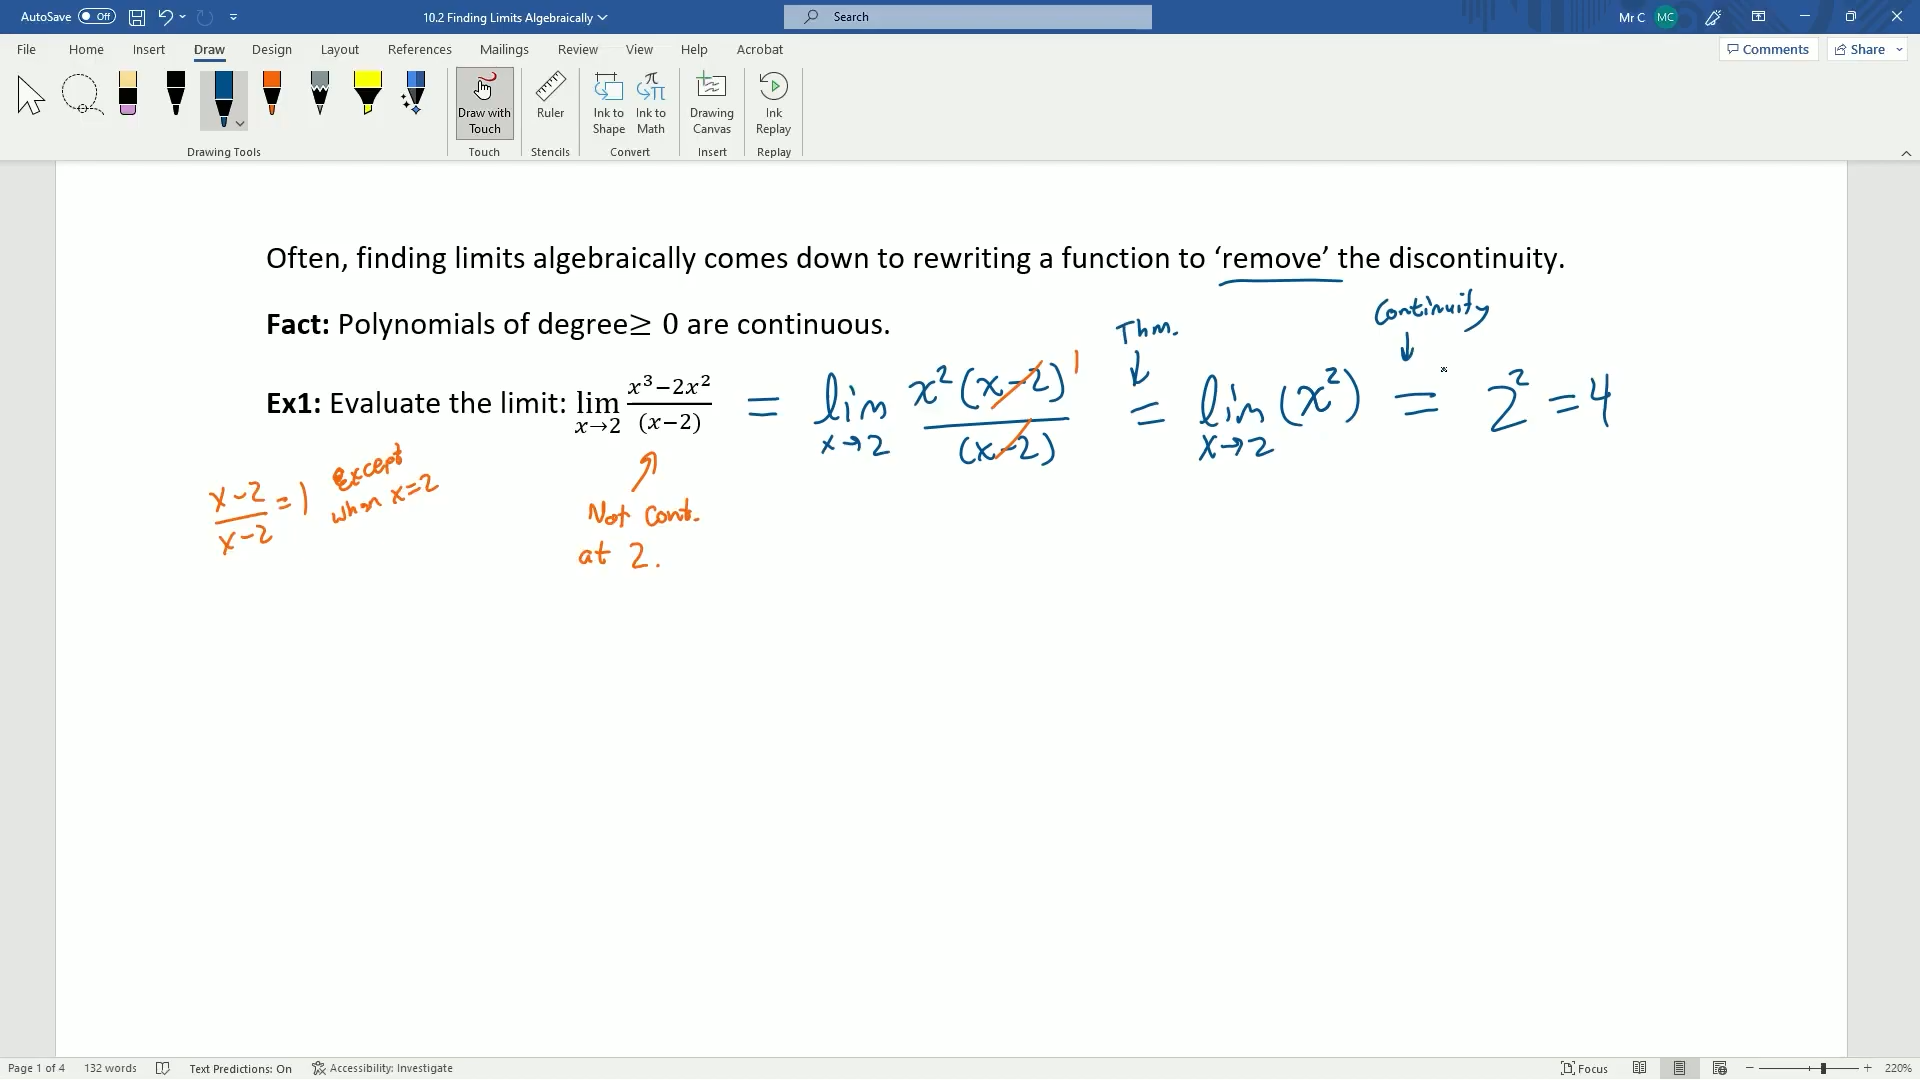 AutoSave Off 10.2 Finding Limits Algebraically Search Mr C MC
File Home Insert Draw Design Layout References Mailings Review View Help Acrobat Comments Share
Draw with Touch Ruler Ink to Shape Ink to Math Drawing Canvas Ink Replay
Drawing Tools Touch Stencils Convert Insert Replay
Often, finding limits algebraically comes down to rewriting a function to ‘remove’ the discontinuity.
Continuity
↓
Fact: Polynomials of degree≥ 0 are continuous.
Thm.
↓
Ex1: Evaluate the limit: lim x→2 (x³−2x²)/(x−2) = lim x→2 x²(x-2)/(x-2) 1 = lim x→2 (x²) = 2² = 4
(x-2)/(x-2) = 1 Except when x=2
Not Cont.
at 2.
Page 1 of 4 132 words Text Predictions: On Accessibility: Investigate Focus − + 220%